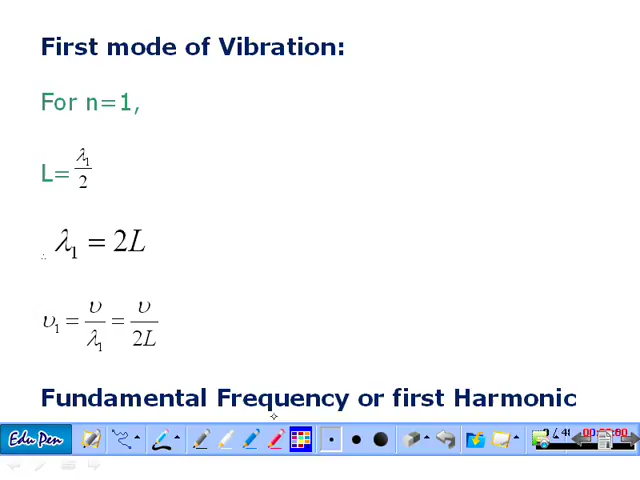 First mode of Vibration:
For n=1,
L= λ₁/2
∴ λ₁ = 2L
υ₁ = υ/λ₁ = υ/2L
Fundamental Frequency or first Harmonic
Edu Pen